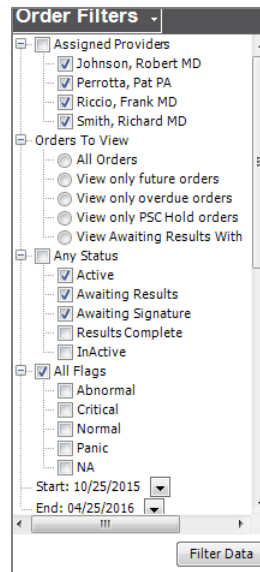 Order Filters
Assigned Providers
Johnson, Robert MD
Perrotta, Pat PA
Riccio, Frank MD
Smith, Richard MD
Orders To View
All Orders
View only future orders
View only overdue orders
View only PSC Hold orders
View Awaiting Results With
Any Status
Active
Awaiting Results
Awaiting Signature
Results Complete
InActive
All Flags
Abnormal
Critical
Normal
Panic
NA
Start: 10/25/2015
End: 04/25/2016
Filter Data